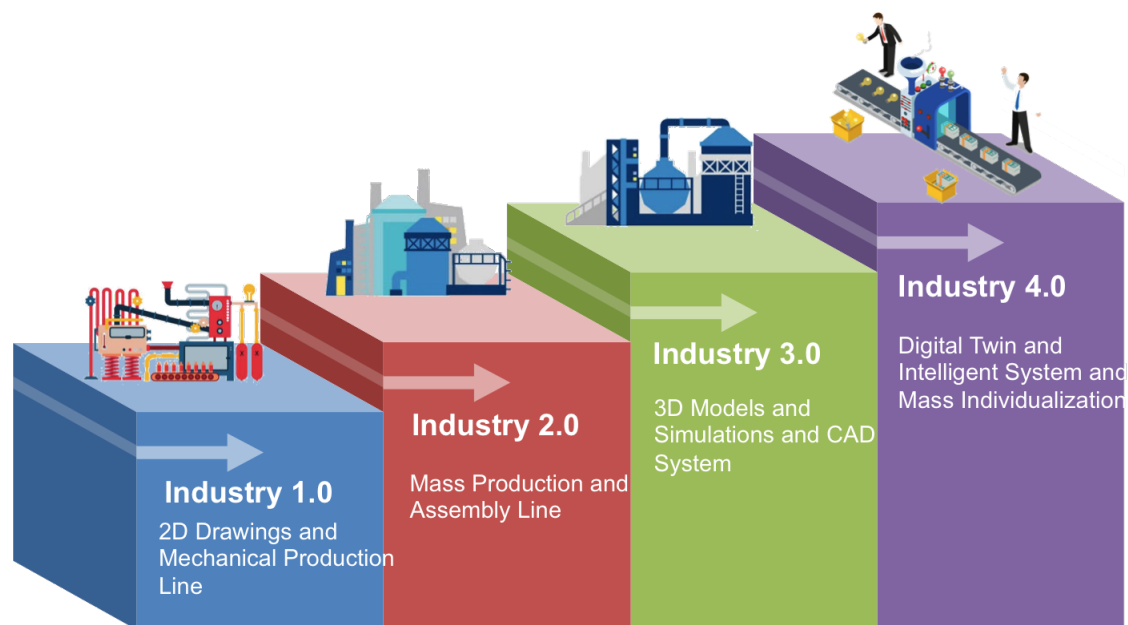 Industry 1.0
2D Drawings and
Mechanical Production
Line
Industry 2.0
Mass Production and
Assembly Line
Industry 3.0
3D Models and
Simulations and CAD
System
Industry 4.0
Digital Twin and
Intelligent System and
Mass Individualization